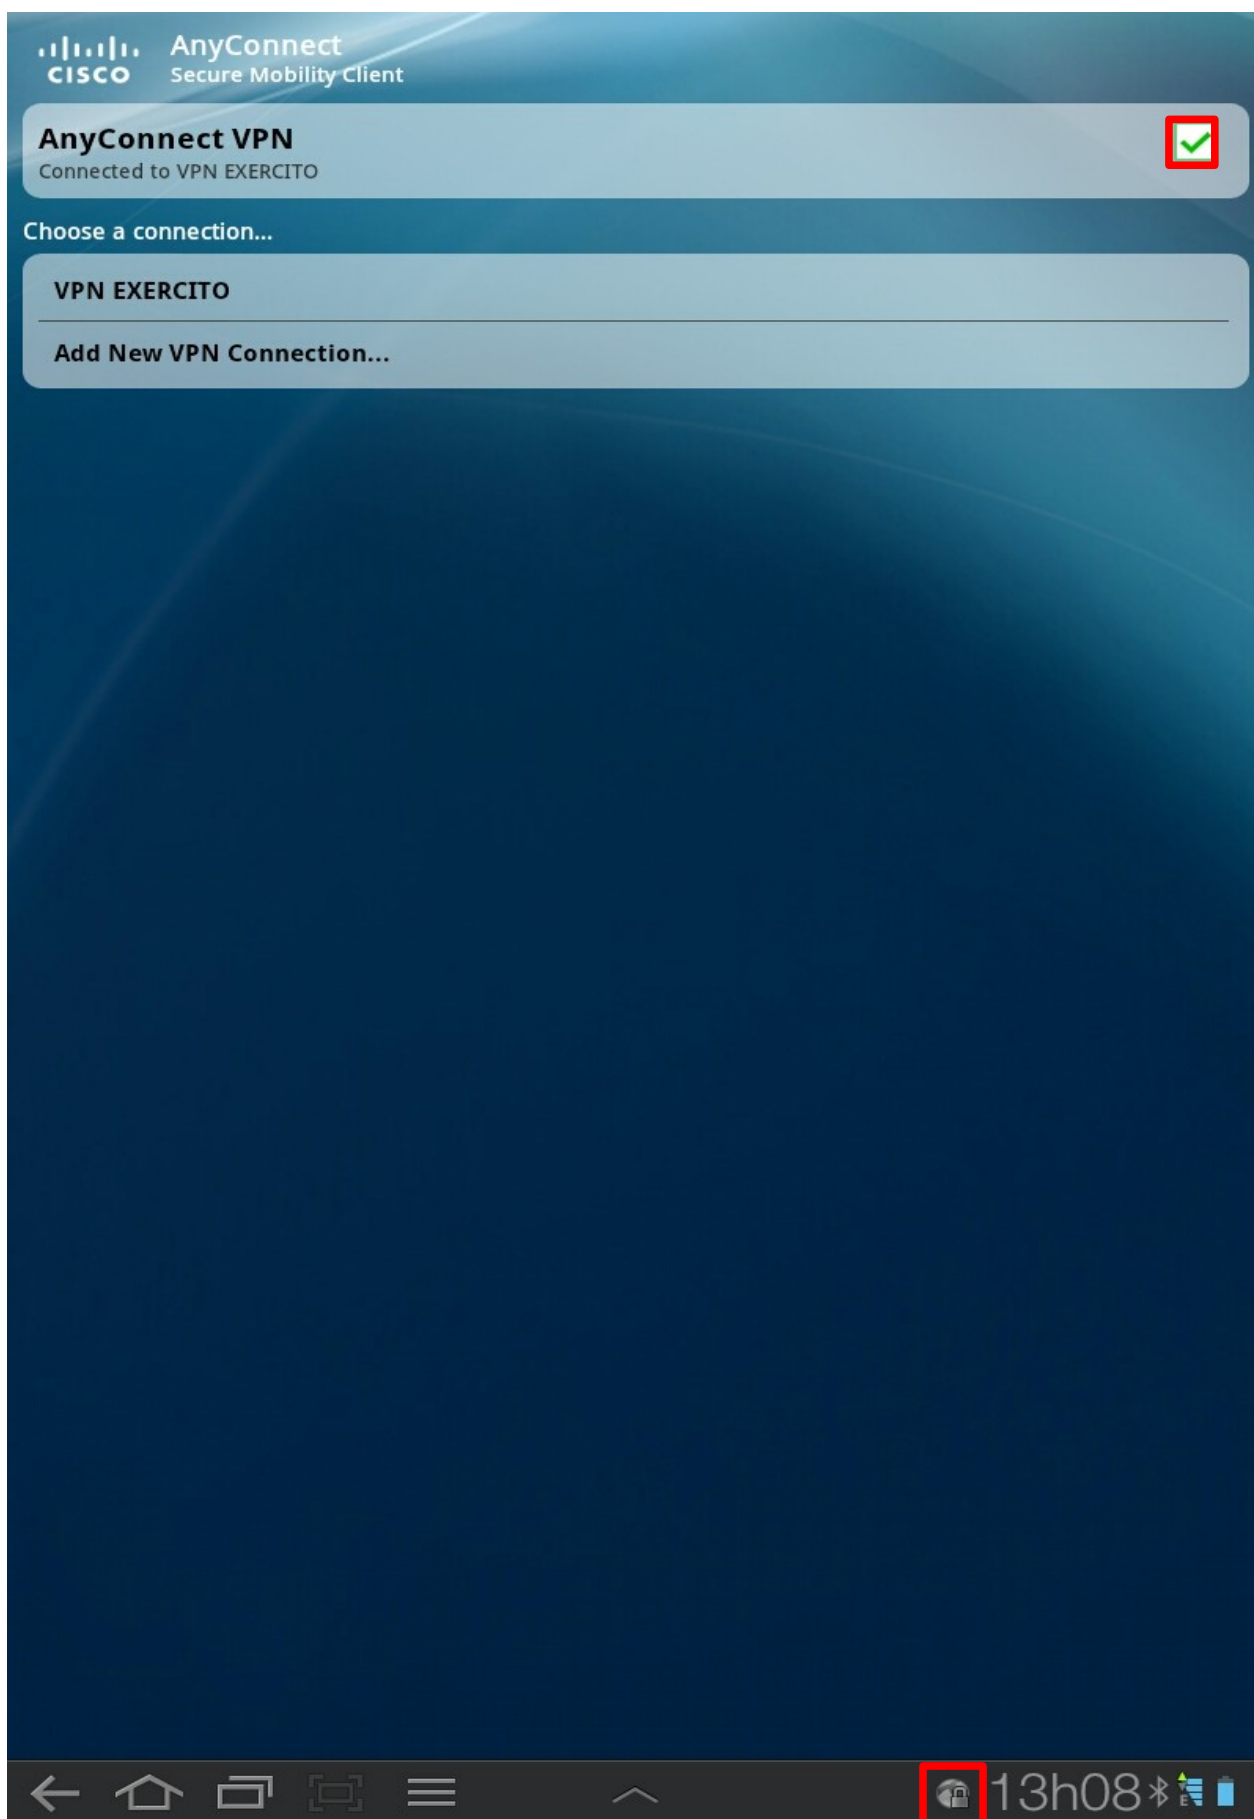 CISCO
AnyConnect
Secure Mobility Client
AnyConnect VPN
Connected to VPN EXERCITO
Choose a connection...
VPN EXERCITO
Add New VPN Connection...
13h08
E